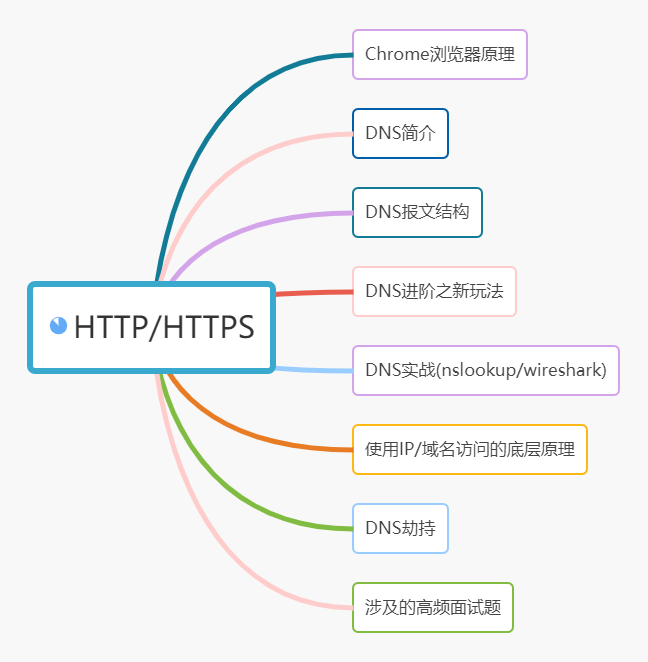 Chrome浏览器原理
DNS简介
DNS报文结构
DNS进阶之新玩法
HTTP/HTTPS
DNS实战(nslookup/wireshark)
使用IP/域名访问的底层原理
DNS劫持
涉及的高频面试题